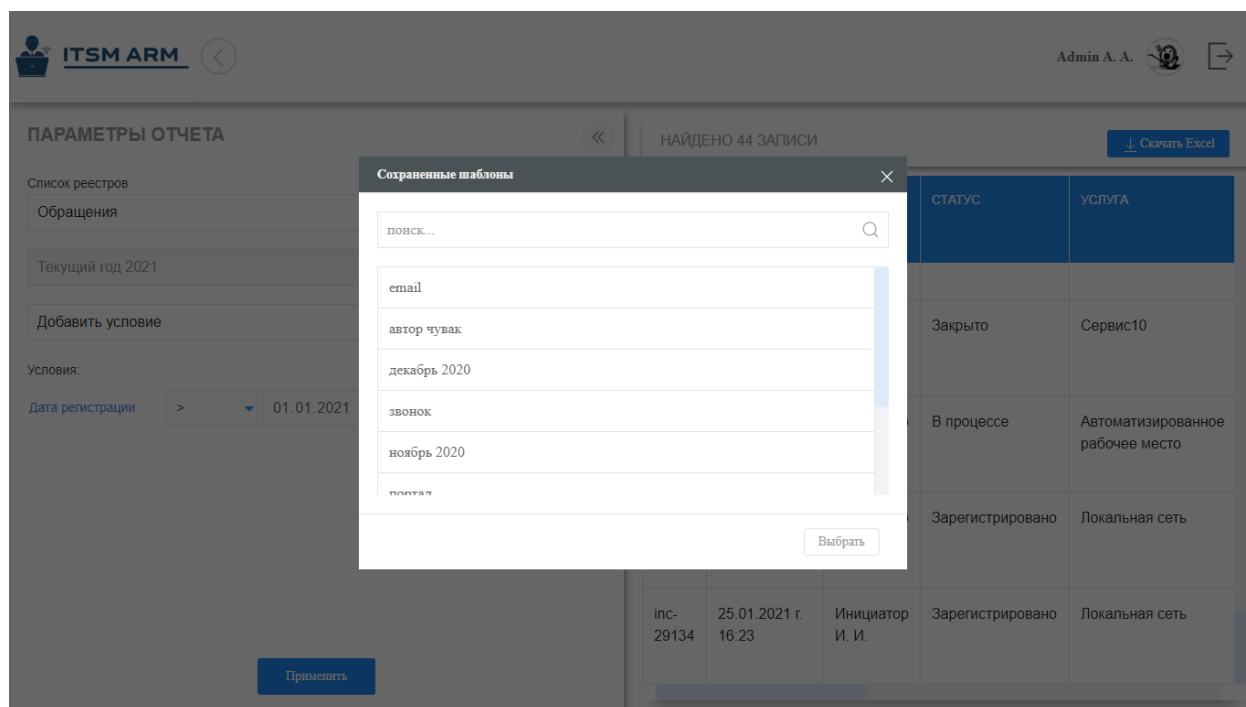 ITSM ARM
Admin A. A.
ПАРАМЕТРЫ ОТЧЕТА
НАЙДЕНО 44 ЗАПИСИ
Скачать Excel
Список реестров
Обращения
Текущий год 2021
Добавить условие
Условия:
Дата регистрации > 01.01.2021
Применить
Сохраненные шаблоны
поиск...
email
автор чувак
декабрь 2020
звонок
ноябрь 2020
портал
Выбрать
СТАТУС УСЛУГА
Закрыто Сервис10
В процессе Автоматизированное
рабочее место
Зарегистрировано Локальная сеть
inc- 25.01.2021 г. Инициатор Зарегистрировано Локальная сеть
29134 16:23 И. И.